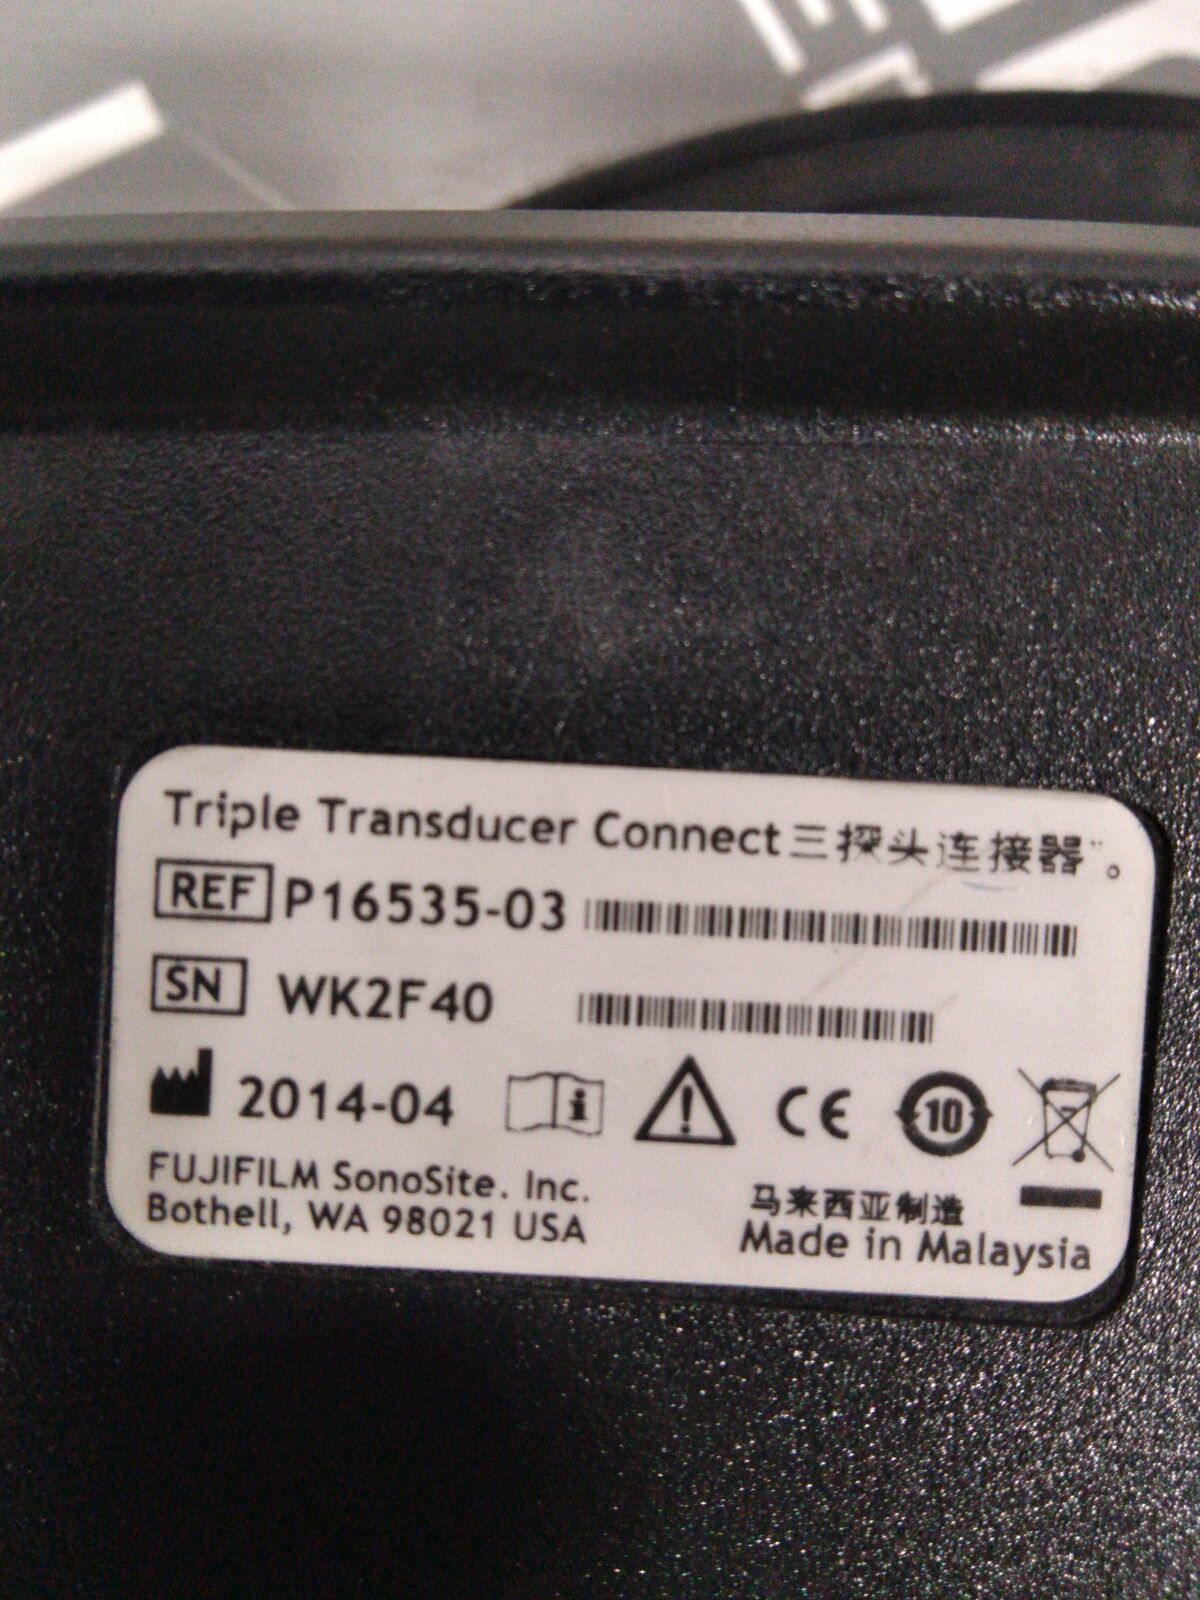 Triple Transducer Connect三探头连接器"。
REF P16535-03
SN WK2F40
2014-04
CE 10
FUJIFILM SonoSite. Inc.
Bothell, WA 98021 USA
马来西亚制造
Made in Malaysia